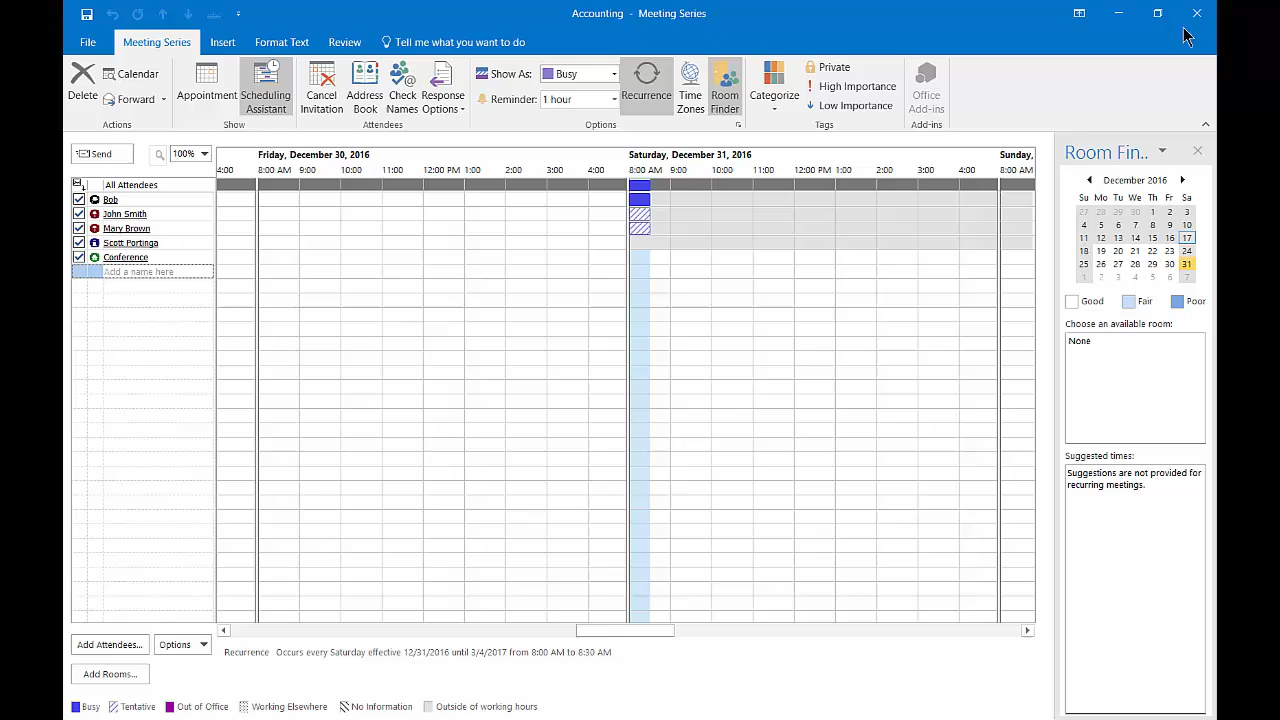 Accounting - Meeting Series
File Meeting Series Insert Format Text Review Tell me what you want to do
Delete Calendar Forward Appointment Scheduling Assistant Cancel Invitation Address Book Check Names Response Options Show As: Busy Reminder: 1 hour Recurrence Time Zones Room Finder Categorize Private High Importance Low Importance Office Add-ins
Actions Show Attendees Options Tags Add-ins
Send 100%
Friday, December 30, 2016 Saturday, December 31, 2016 Sunday,
4:00 8:00 AM 9:00 10:00 11:00 12:00 PM 1:00 2:00 3:00 4:00 8:00 AM 9:00 10:00 11:00 12:00 PM 1:00 2:00 3:00 4:00 8:00 AM
All Attendees
Bob
John Smith
Mary Brown
Scott Portinga
Conference
Add a name here
Add Attendees... Options
Add Rooms...
Recurrence Occurs every Saturday effective 12/31/2016 until 3/4/2017 from 8:00 AM to 8:30 AM
Busy Tentative Out of Office Working Elsewhere No Information Outside of working hours
Room Fin..
December 2016
Su Mo Tu We Th Fr Sa
27 28 29 30 1 2 3
4 5 6 7 8 9 10
11 12 13 14 15 16 17
18 19 20 21 22 23 24
25 26 27 28 29 30 31
1 2 3 4 5 6 7
Good Fair Poor
Choose an available room:
None
Suggested times:
Suggestions are not provided for
recurring meetings.